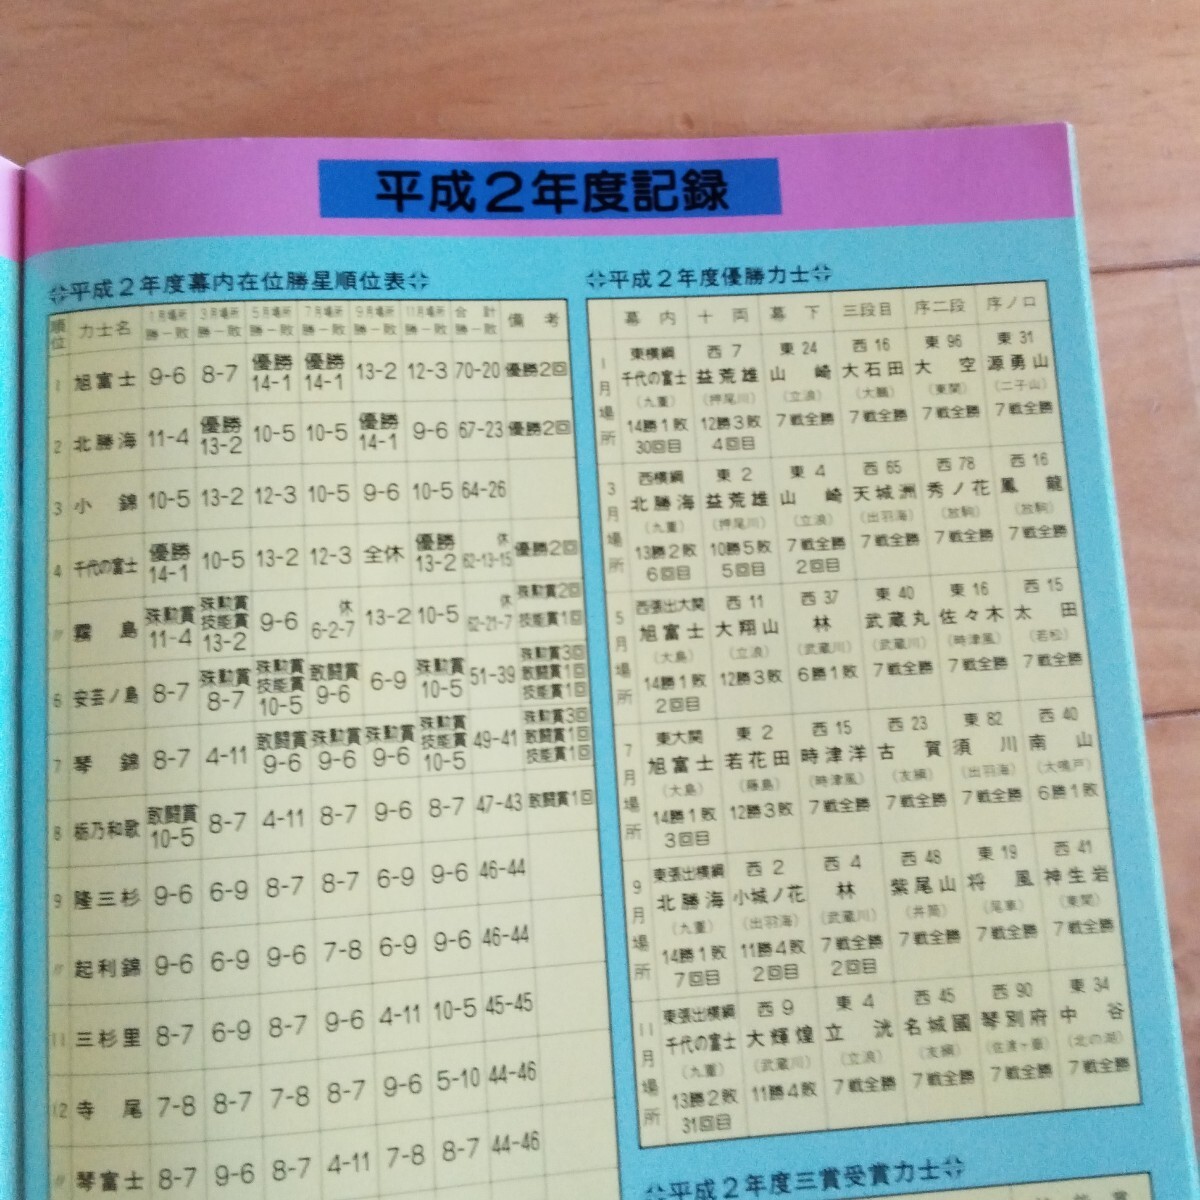 平成2年度記録
平成2年度幕内在位勝星順位表
順位 力士名 1月場所 勝-敗 3月場所 勝-敗 5月場所 勝-敗 7月場所 勝-敗 9月場所 勝-敗 11月場所 勝-敗 合計 勝-敗 備考
1 旭富士 9-6 8-7 優勝14-1 優勝14-1 13-2 12-3 70-20 優勝2回
2 北勝海 11-4 優勝13-2 10-5 10-5 優勝14-1 9-6 67-23 優勝2回
3 小錦 10-5 13-2 12-3 10-5 9-6 10-5 64-26
4 千代の富士 優勝14-1 10-5 13-2 12-3 全休 優勝13-2 休62-13-15 優勝2回
〃 霧島 殊勲賞11-4 殊勲賞技能賞13-2 9-6 休6-2-7 13-2 10-5 休62-21-7 殊勲賞2回 技能賞1回
6 安芸ノ島 8-7 殊勲賞8-7 殊勲賞技能賞10-5 敢闘賞9-6 6-9 殊勲賞10-5 51-39 殊勲賞3回 敢闘賞1回 技能賞1回
7 琴錦 8-7 4-11 敢闘賞9-6 殊勲賞9-6 殊勲賞9-6 殊勲賞技能賞10-5 49-41 殊勲賞3回 敢闘賞1回 技能賞1回
8 栃乃和歌 敢闘賞10-5 8-7 4-11 8-7 9-6 8-7 47-43 敢闘賞1回
9 隆三杉 9-6 6-9 8-7 8-7 6-9 9-6 46-44
〃 起利錦 9-6 6-9 9-6 7-8 6-9 9-6 46-44
11 三杉里 8-7 6-9 8-7 9-6 4-11 10-5 45-45
12 寺尾 7-8 8-7 7-8 8-7 9-6 5-10 44-46
〃 琴富士 8-7 9-6 8-7 4-11 7-8 8-7 44-46
平成2年度優勝力士
幕内 十両 幕下 三段目 序二段 序ノ口
1月場所
東横綱 西7 東24 西16 東96 東31
千代の富士 益荒雄 山崎 大石田 大空 源勇山
(九重) (押尾川) (立浪) (大鵬) (東関) (二子山)
14勝1敗 12勝3敗 7戦全勝 7戦全勝 7戦全勝 7戦全勝
30回目 4回目
3月場所
西横綱 東2 東4 西65 西78 西16
北勝海 益荒雄 山崎 天城洲 秀ノ花 鳳龍
(九重) (押尾川) (立浪) (出羽海) (放駒) (放駒)
13勝2敗 10勝5敗 7戦全勝 7戦全勝 7戦全勝 7戦全勝
6回目 5回目 2回目
5月場所
西張出大関 西11 西37 東40 東16 西15
旭富士 大翔山 林 武蔵丸 佐々木 太田
(大島) (立浪) (武蔵川) (武蔵川) (時津風) (若松)
14勝1敗 12勝3敗 6勝1敗 7戦全勝 7戦全勝 7戦全勝
2回目
7月場所
東大関 東2 西15 西23 東82 西40
旭富士 若花田 時津洋 古賀 須川 南山
(大島) (藤島) (時津風) (友綱) (出羽海) (大鳴戸)
14勝1敗 12勝3敗 7戦全勝 7戦全勝 7戦全勝 6勝1敗
3回目
9月場所
東張出横綱 西2 西4 西48 東19 西41
北勝海 小城ノ花 林 紫尾山 将風 神生岩
(九重) (出羽海) (武蔵川) (井筒) (尾車) (東関)
14勝1敗 11勝4敗 7戦全勝 7戦全勝 7戦全勝 7戦全勝
7回目 2回目 2回目
11月場所
東張出横綱 西9 東4 西45 西90 東34
千代の富士 大輝煌 立洸 名城國 琴別府 中谷
(九重) (武蔵川) (立浪) (友綱) (佐渡ヶ嶽) (北の湖)
13勝2敗 11勝4敗 7戦全勝 7戦全勝 7戦全勝 7戦全勝
31回目
平成2年度三賞受賞力士